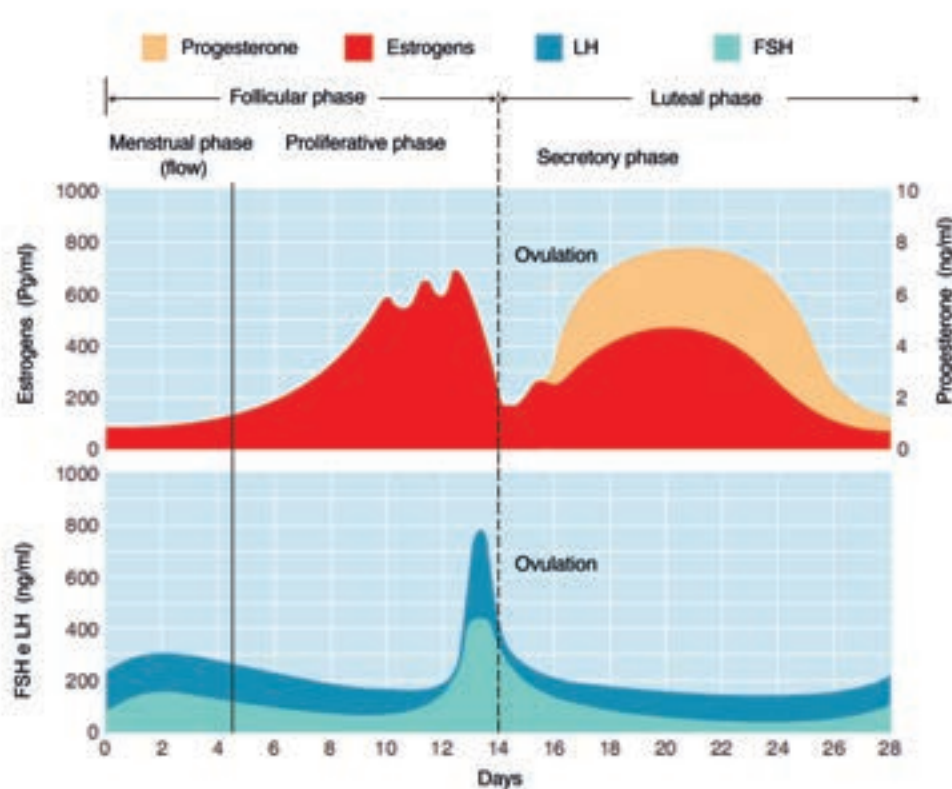 Progesterone Estrogens LH FSH
Follicular phase Luteal phase
Menstrual phase Proliferative phase
(flow) Secretory phase
1000 10
800 Ovulation 8
600 6
400 4
200 2
0 0
Estrogens (Pg/ml)
Progesterone (ng/ml)
1000
800
Ovulation
600
400
200
0
FSH e LH (ng/ml)
0 2 4 6 8 10 12 14 16 18 20 22 24 26 28
Days